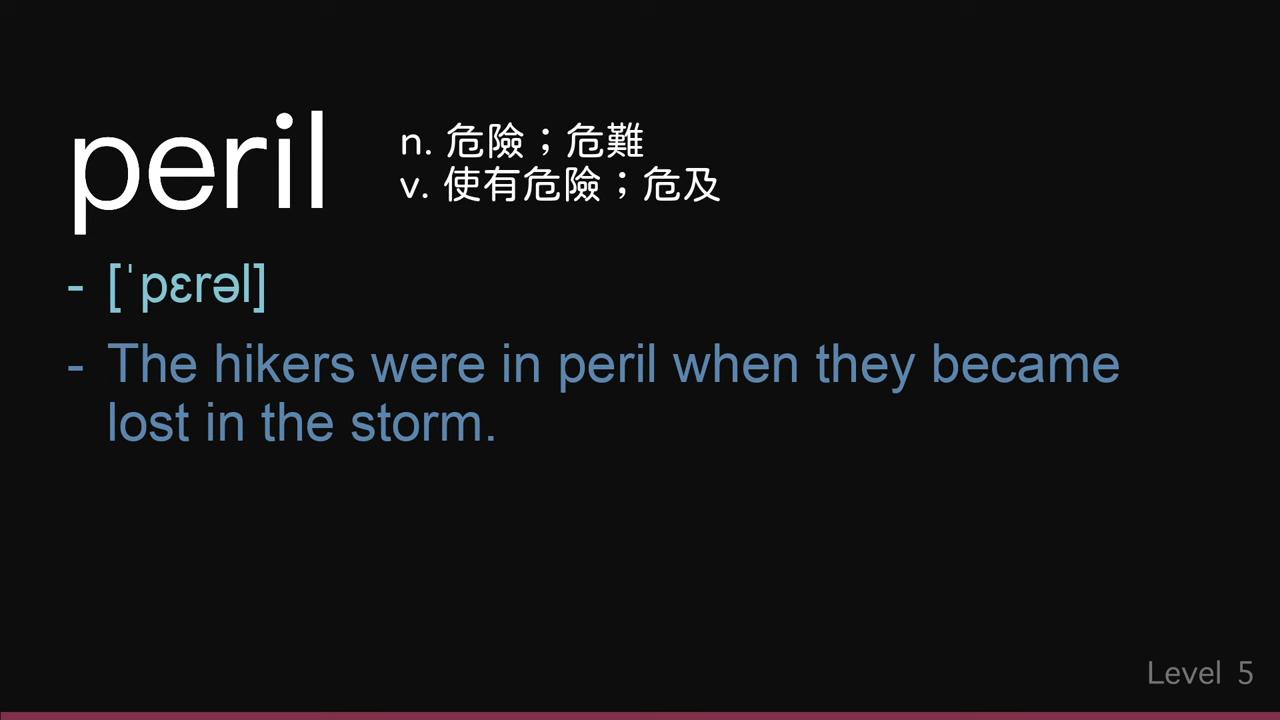 peril
n. 危險；危難
v. 使有危險；危及
- [ˈpɛrəl]
- The hikers were in peril when they became
lost in the storm.
Level 5